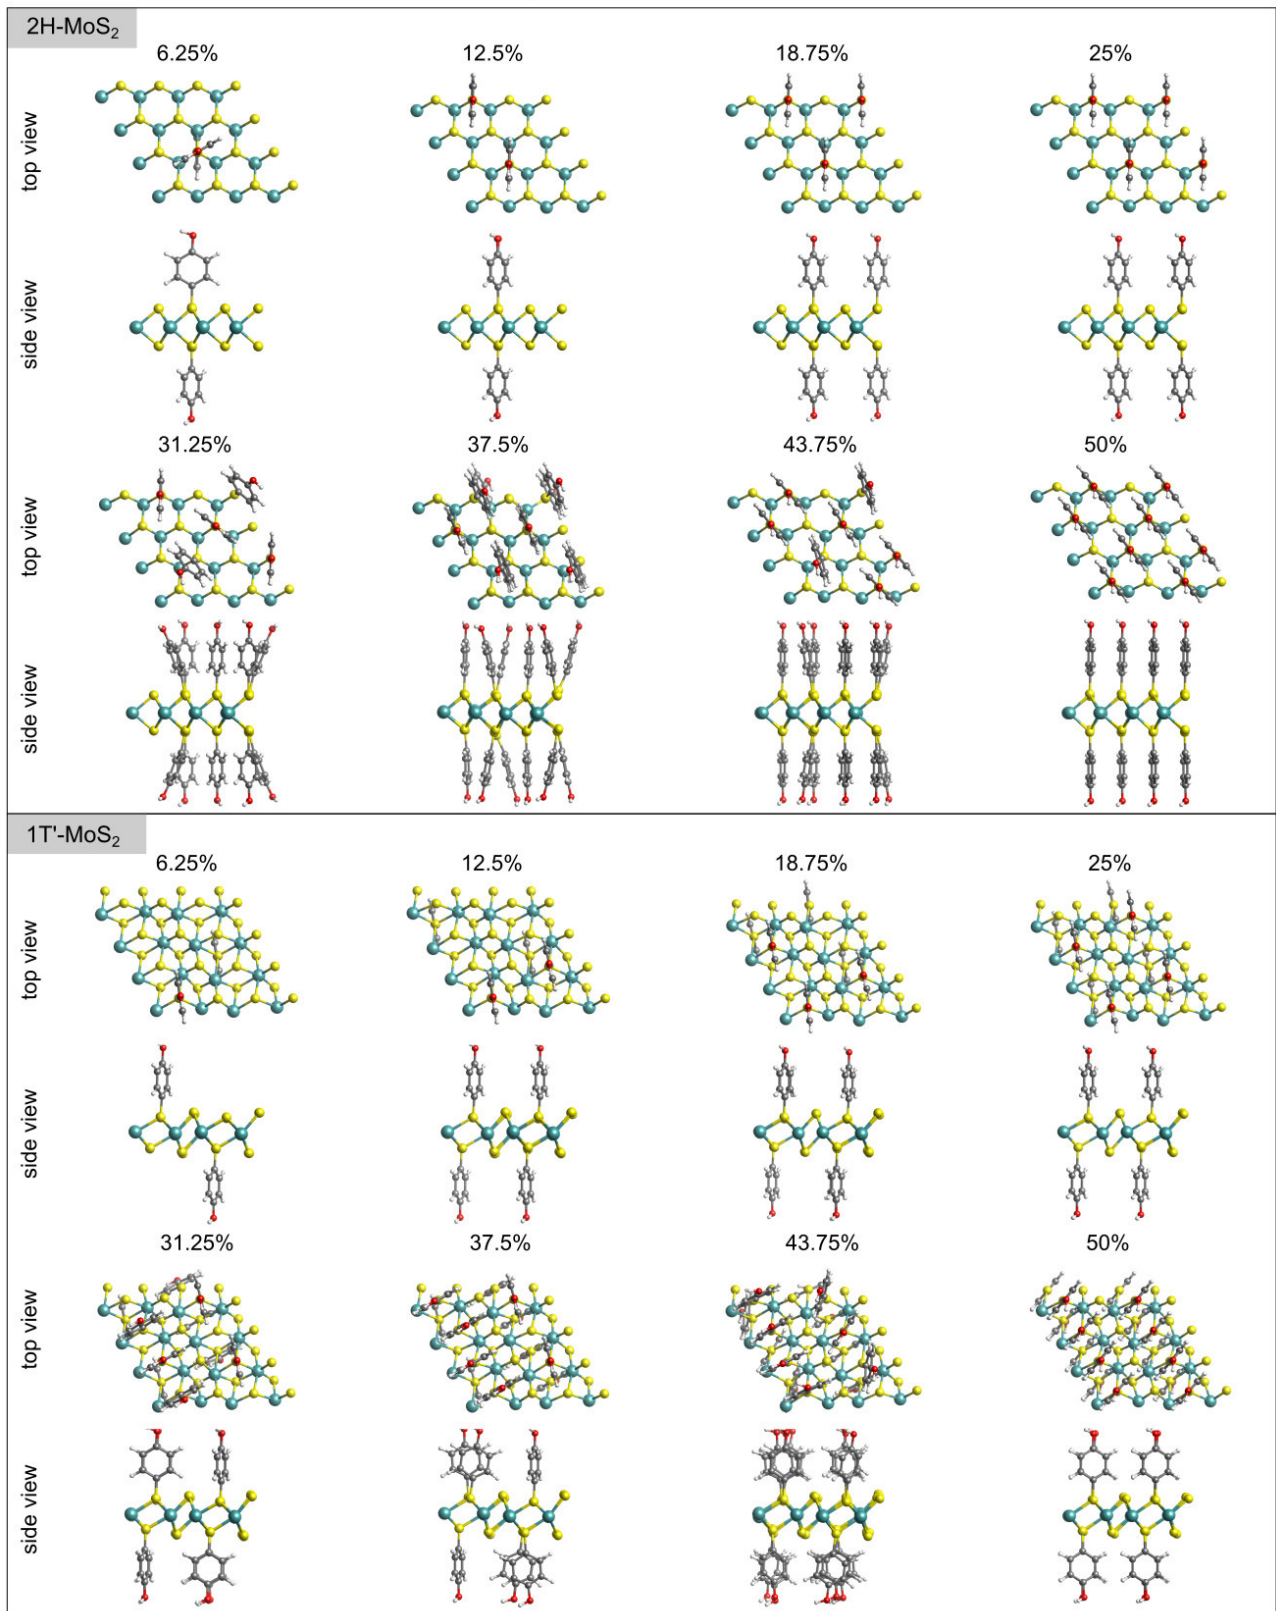 2H-MoS₂
6.25% 12.5% 18.75% 25%
top view
side view
31.25% 37.5% 43.75% 50%
top view
side view
1T'-MoS₂
6.25% 12.5% 18.75% 25%
top view
side view
31.25% 37.5% 43.75% 50%
top view
side view